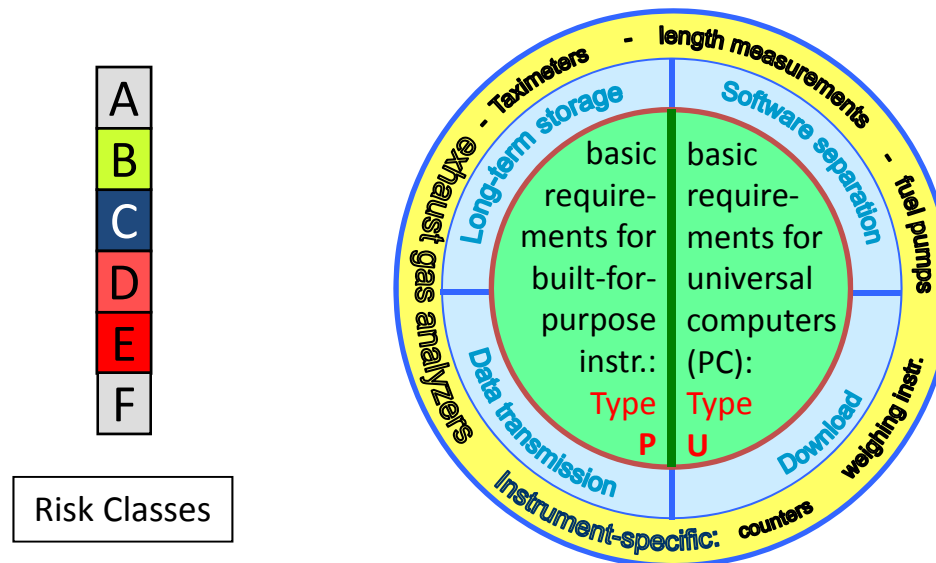 A
B
C
D
E
F
Risk Classes
exhaust gas analyzers - Taximeters - length measurements - fuel pumps
weighing instr.
counters
Instrument-specific:
Long-term storage
Software separation
Data transmission
Download
basic
require-
ments for
built-for-
purpose
instr.:
Type
P
basic
require-
ments for
universal
computers
(PC):
Type
U